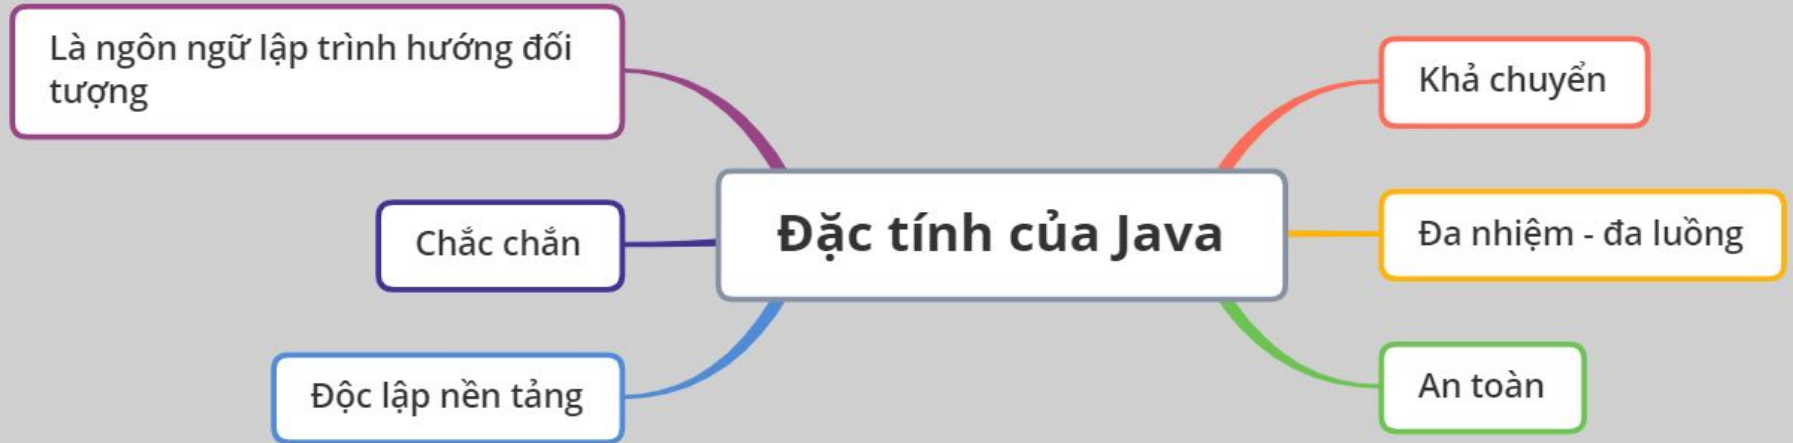 Là ngôn ngữ lập trình hướng đối
tượng
Chắc chắn
Độc lập nền tảng
Đặc tính của Java
Khả chuyển
Đa nhiệm - đa luồng
An toàn